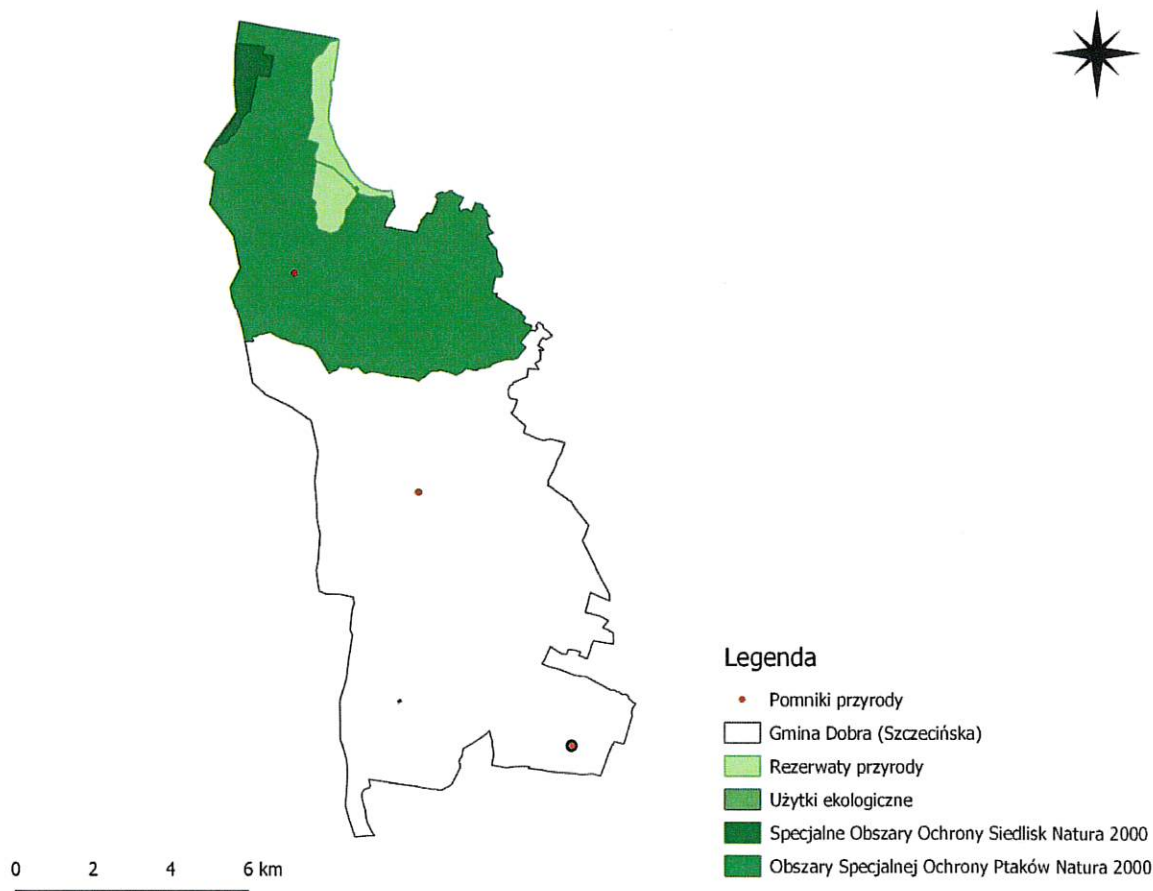 Legenda
Pomniki przyrody
Gmina Dobra (Szczecińska)
Rezerwaty przyrody
Użytki ekologiczne
Specjalne Obszary Ochrony Siedlisk Natura 2000
Obszary Specjalnej Ochrony Ptaków Natura 2000
0 2 4 6 km